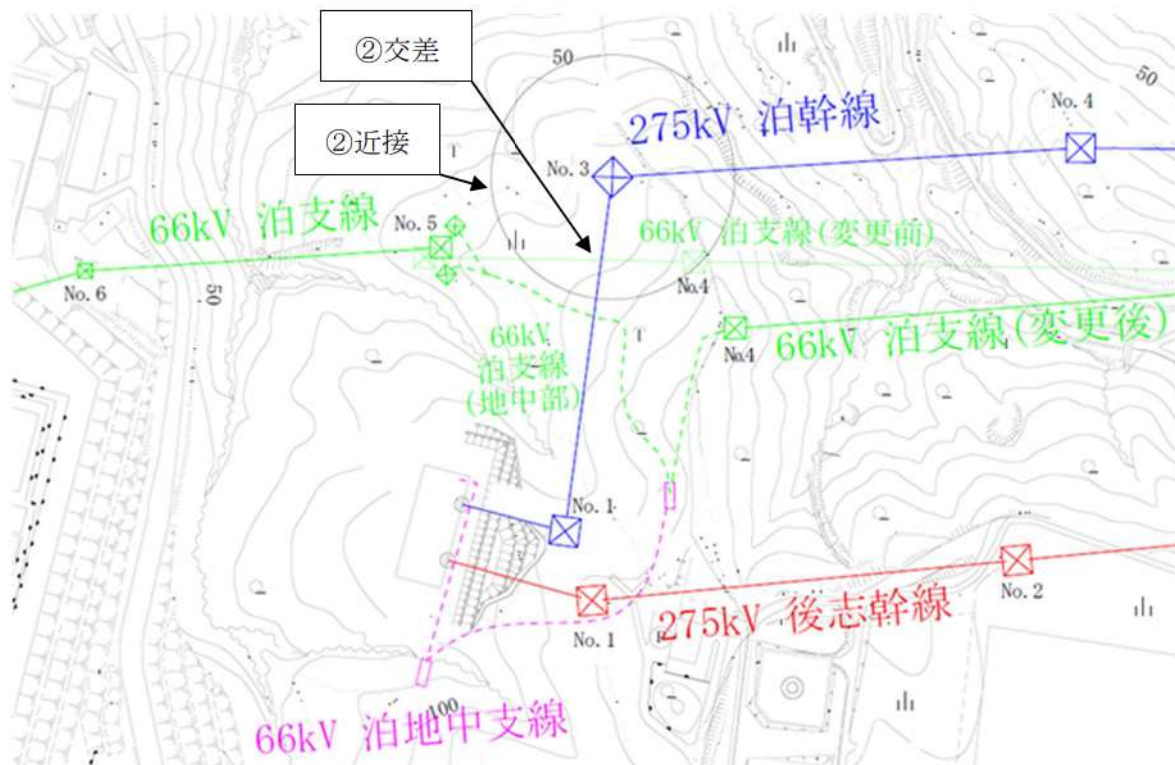 ②交差
②近接
50
275kV 泊幹線
No.4
50
No.3
66kV 泊支線
No.5
66kV 泊支線(変更前)
No.4
No.6
50
66kV 泊支線(変更後)
No.4
66kV
泊支線
(地中部)
No.1
No.1
275kV 後志幹線
No.2
66kV 泊地中支線
100